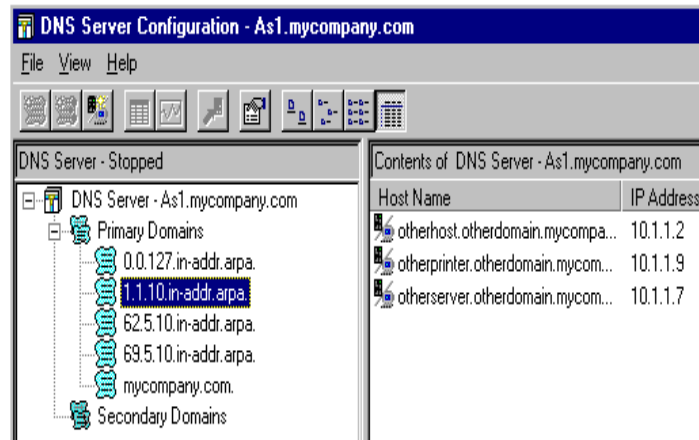 DNS Server Configuration - As1.mycompany.com
File View Help
DNS Server - Stopped
Contents of DNS Server - As1.mycompany.com
DNS Server - As1.mycompany.com
Primary Domains
0.0.127.in-addr.arpa.
1.1.10.in-addr.arpa.
62.5.10.in-addr.arpa.
69.5.10.in-addr.arpa.
mycompany.com.
Secondary Domains
Host Name IP Address
otherhost.otherdomain.mycompa... 10.1.1.2
otherprinter.otherdomain.mycom... 10.1.1.9
otherserver.otherdomain.mycom... 10.1.1.7